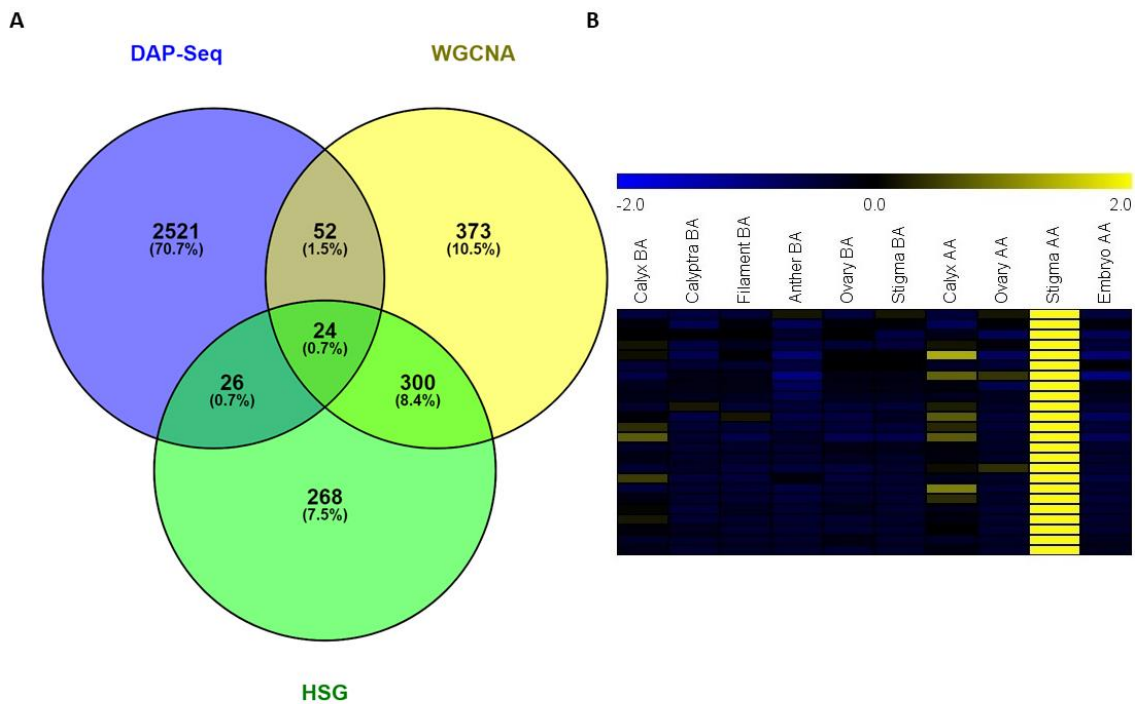 A
B
DAP-Seq
WGCNA
2521
(70.7%)
52
(1.5%)
373
(10.5%)
24
(0.7%)
26
(0.7%)
300
(8.4%)
268
(7.5%)
HSG
-2.0
0.0
2.0
Calyx BA
Calyptra BA
Filament BA
Anther BA
Ovary BA
Stigma BA
Calyx AA
Ovary AA
Stigma AA
Embryo AA